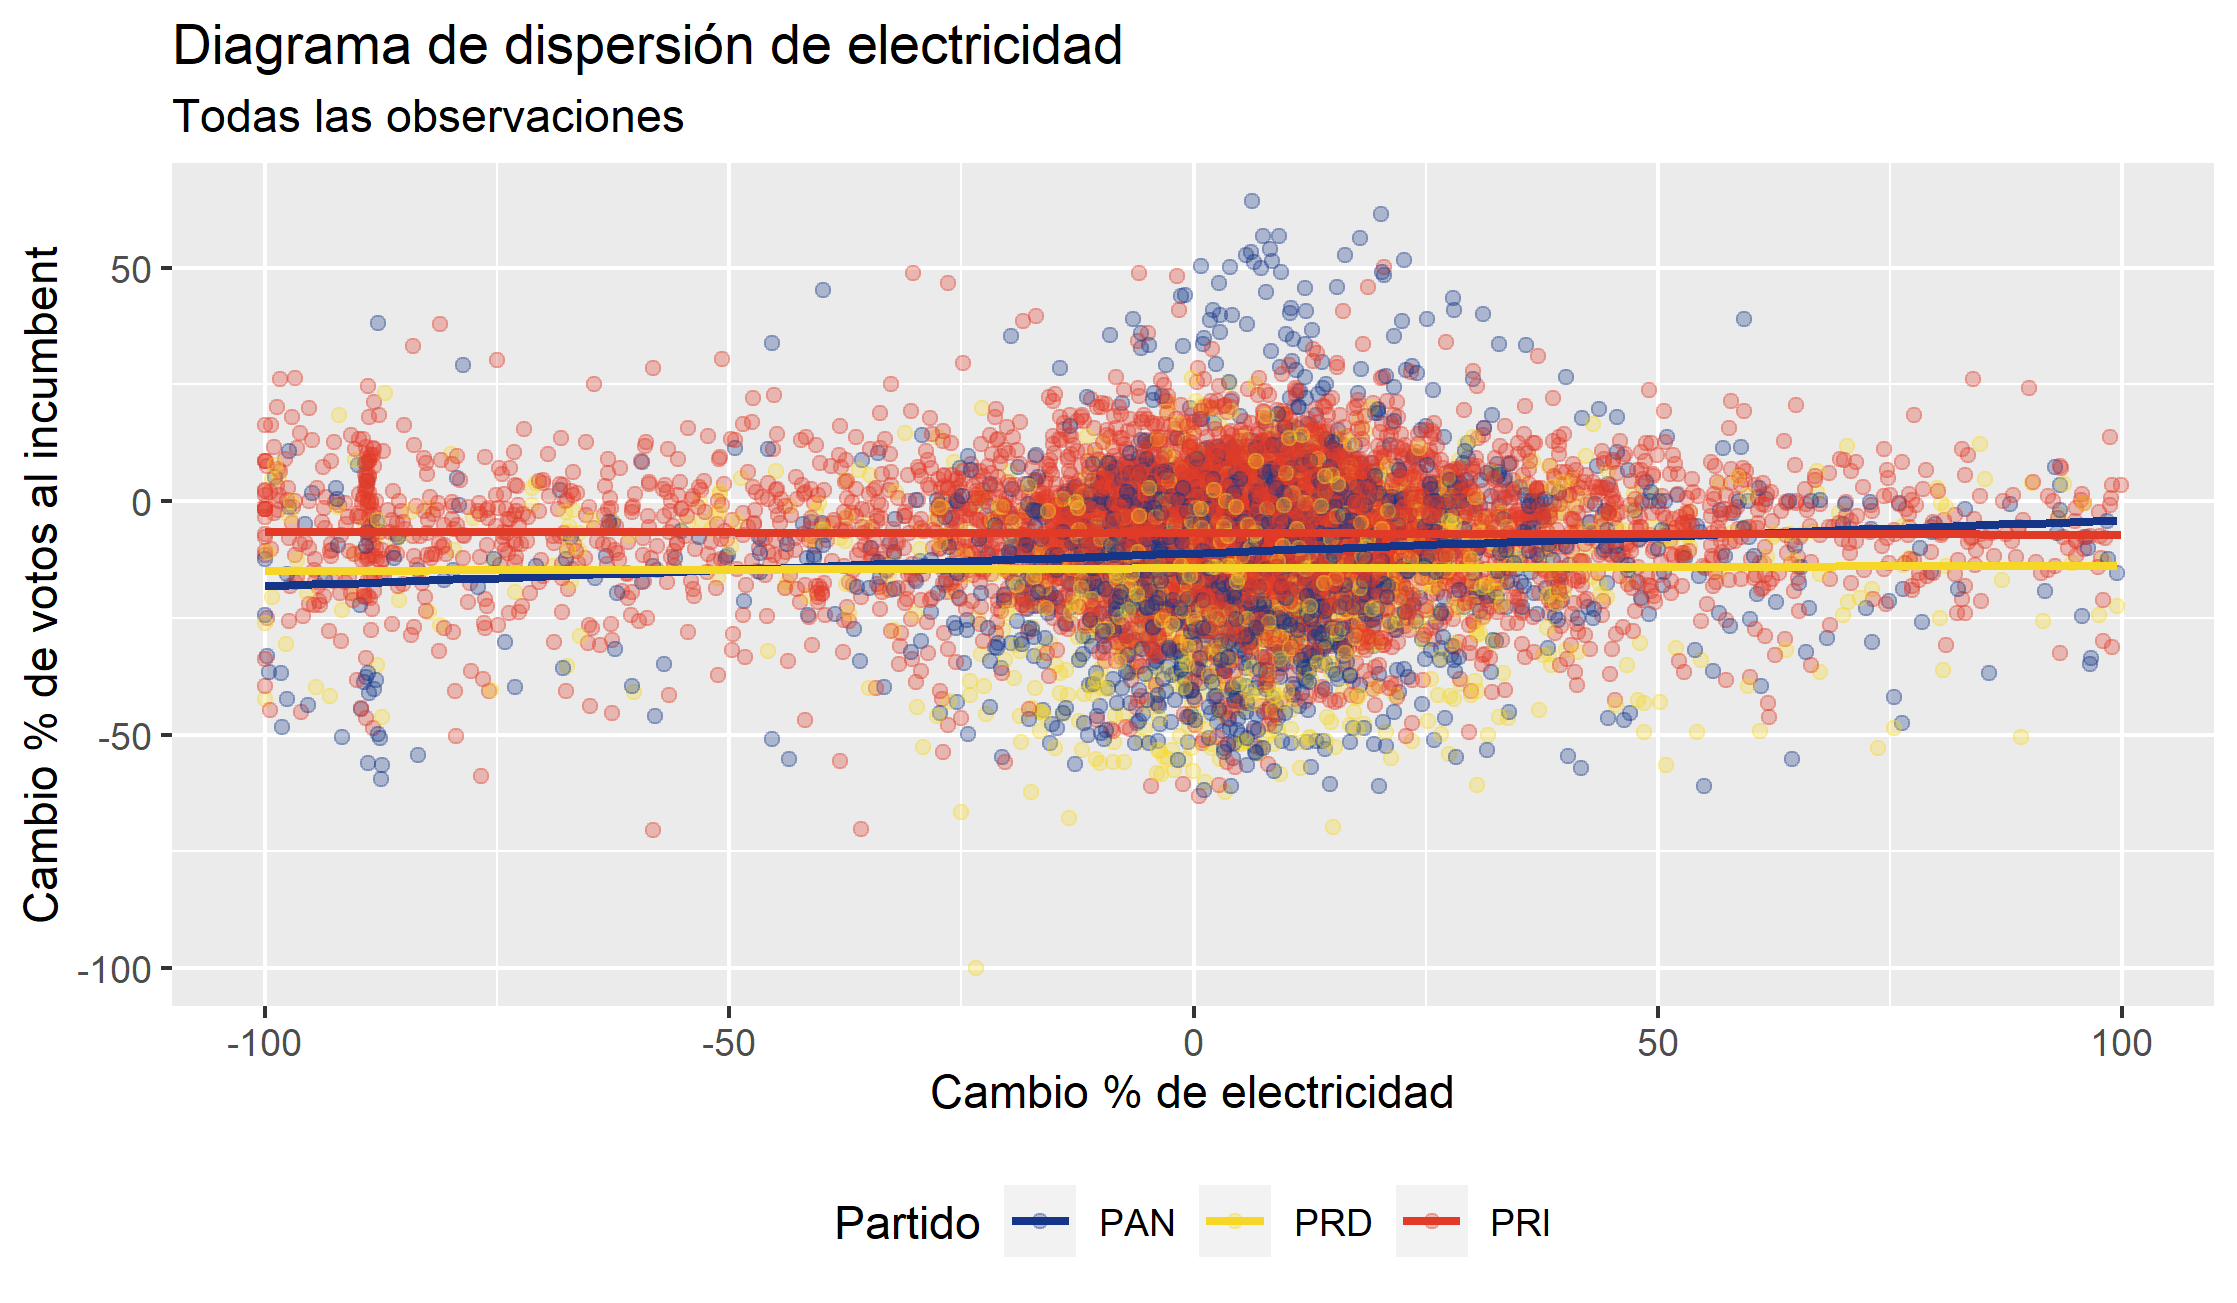 Diagrama de dispersión de electricidad
Todas las observaciones
Cambio % de votos al incumbent
50
0
-50
-100
-100
-50
0
50
100
Cambio % de electricidad
Partido
PAN
PRD
PRI